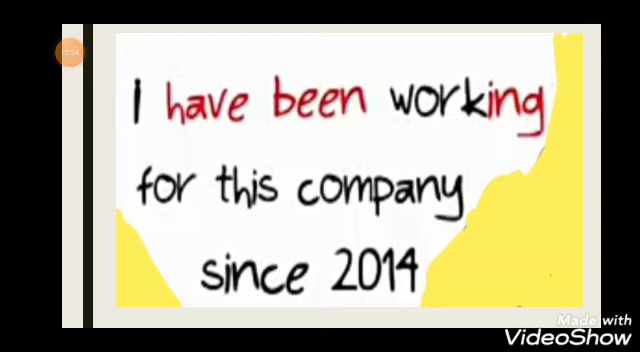 I have been working
for this company
since 2014
Made with
VideoShow